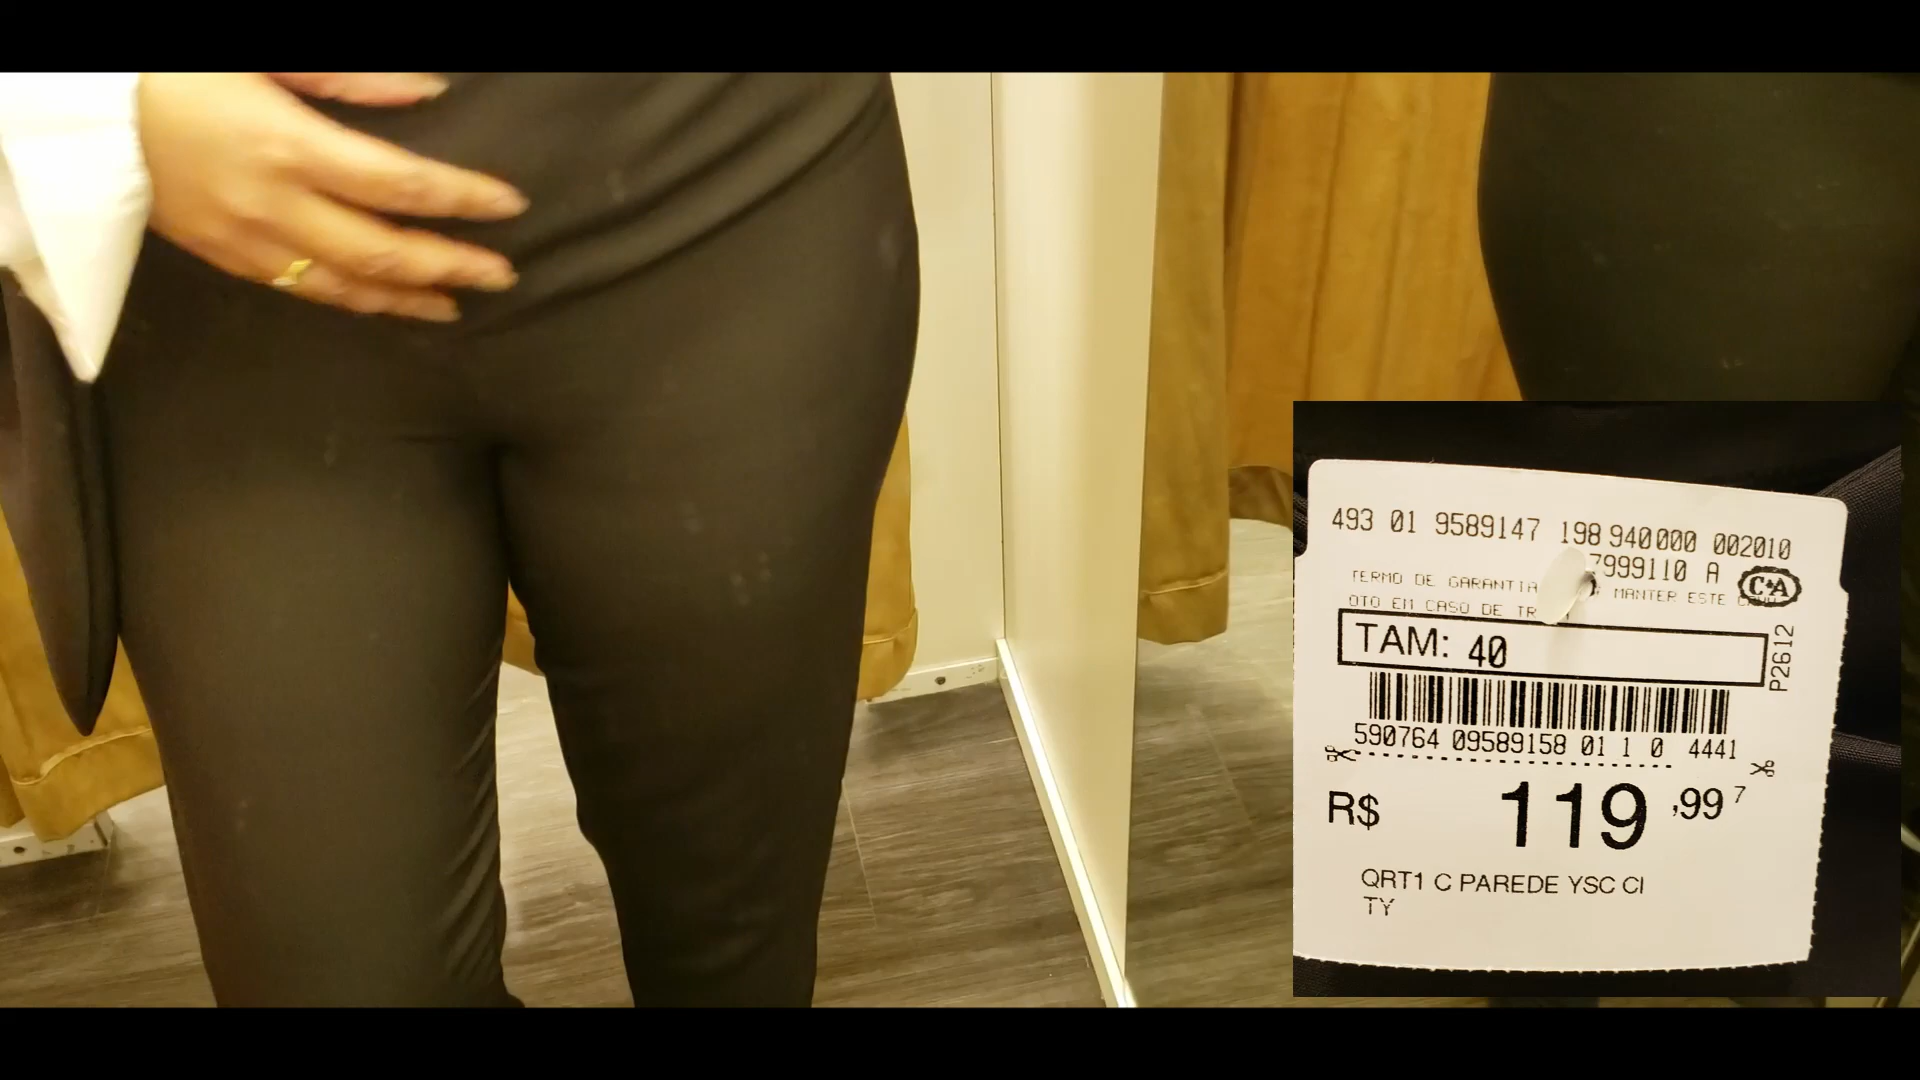 493 01 9589147 198 940000 002010
7999110 A
C&A
TERMO DE GARANTIA MANTER ESTE
OTO EM CASO DE TR
TAM: 40
P2612
590764 09589158 01 1 0 4441
R$ 119,99 7
QRT1 C PAREDE YSC CI
TY